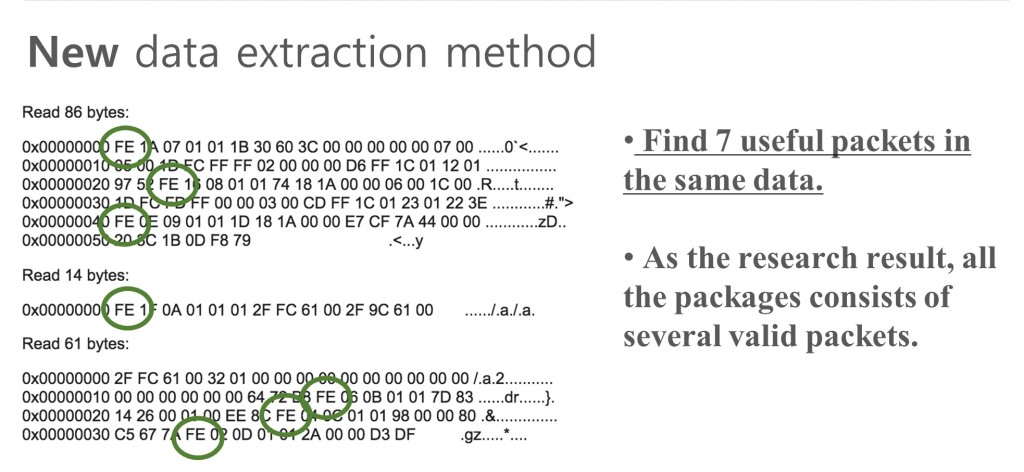 New data extraction method
Read 86 bytes:
0x00000000 FE 1A 07 01 01 1B 30 60 3C 00 00 00 00 00 07 00 ......0`<.......
0x00000010 05 00 1D FC FF FF 02 00 00 00 D6 FF 1C 01 12 01 ................
0x00000020 97 52 FE 16 08 01 01 74 18 1A 00 00 06 00 1C 00 .R.....t........
0x00000030 1D FC FD FF 00 00 03 00 CD FF 1C 01 23 01 22 3E ............#.">
0x00000040 FE 0E 09 01 01 1D 18 1A 00 00 E7 CF 7A 44 00 00 ............zD..
0x00000050 20 8C 1B 0D F8 79 .<...y
Read 14 bytes:
0x00000000 FE 1F 0A 01 01 01 2F FC 61 00 2F 9C 61 00 ....../.a./.a.
Read 61 bytes:
0x00000000 2F FC 61 00 32 01 00 00 00 00 00 00 00 00 00 00 /.a.2...........
0x00000010 00 00 00 00 00 00 64 72 D8 FE 06 0B 01 01 7D 83 ......dr......}.
0x00000020 14 26 00 01 00 EE 8C FE 04 0C 01 01 98 00 00 80 .&..............
0x00000030 C5 67 7A FE 02 0D 01 01 2A 00 00 D3 DF .gz.....*....
• Find 7 useful packets in
the same data.
• As the research result, all
the packages consists of
several valid packets.